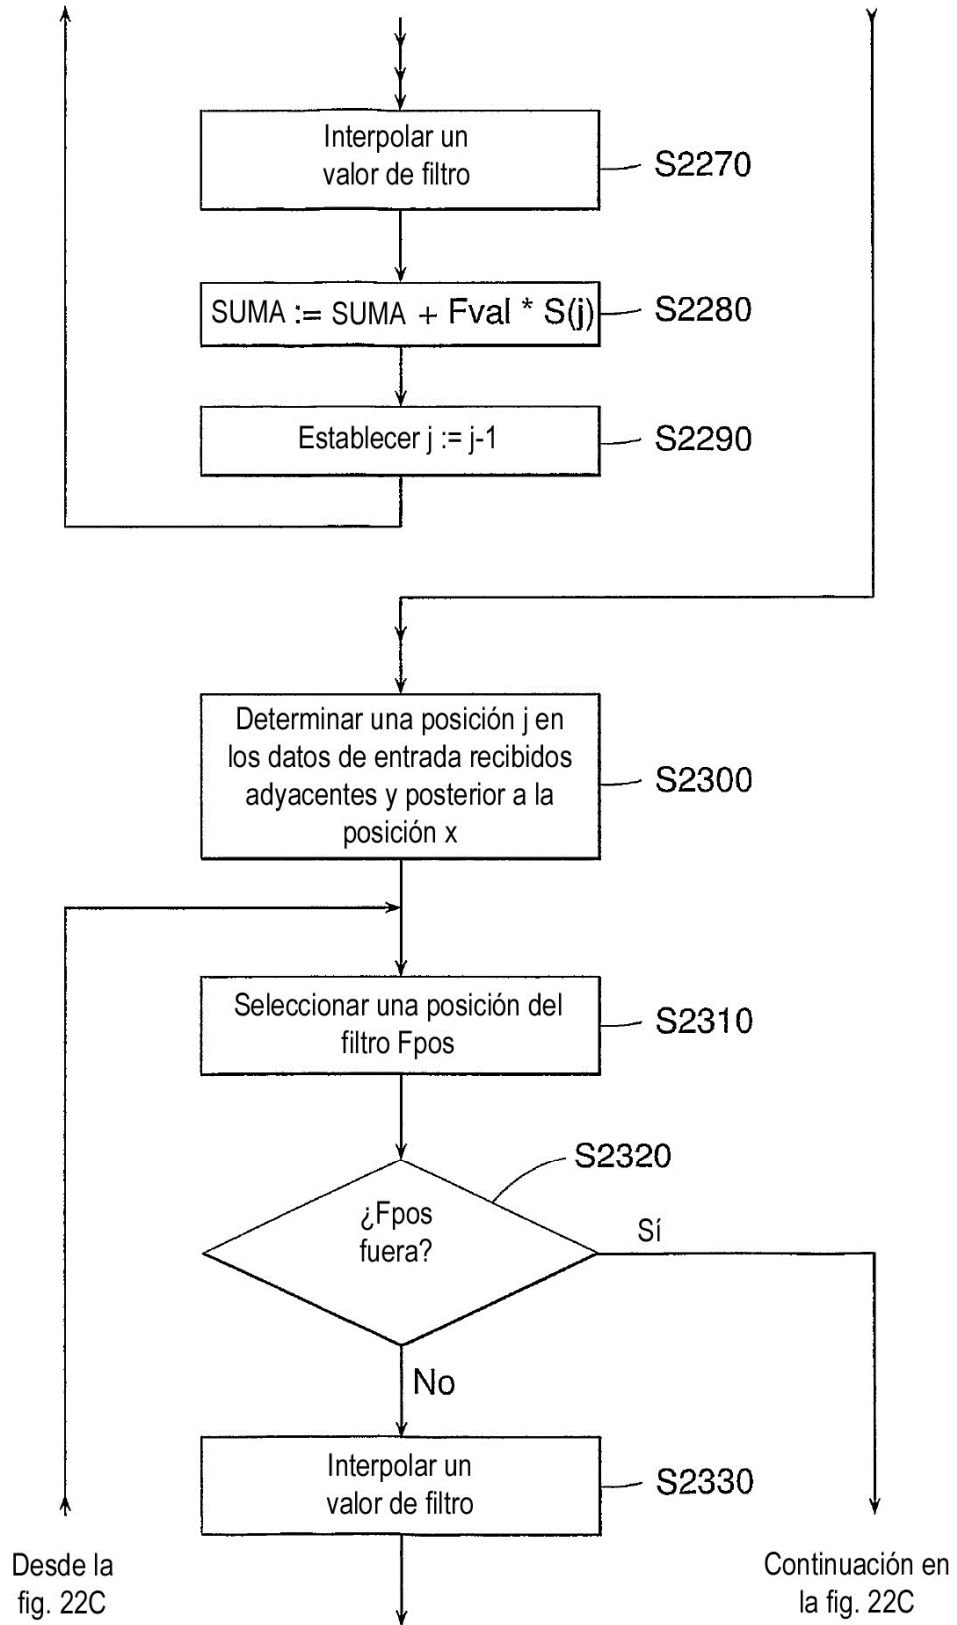 Interpolar un
valor de filtro
S2270
SUMA := SUMA + Fval * S(j)
S2280
Establecer j := j-1
S2290
Determinar una posición j en
los datos de entrada recibidos
adyacentes y posterior a la
posición x
S2300
Seleccionar una posición del
filtro Fpos
S2310
S2320
¿Fpos
fuera?
Sí
No
Interpolar un
valor de filtro
S2330
Desde la
fig. 22C
Continuación en
la fig. 22C